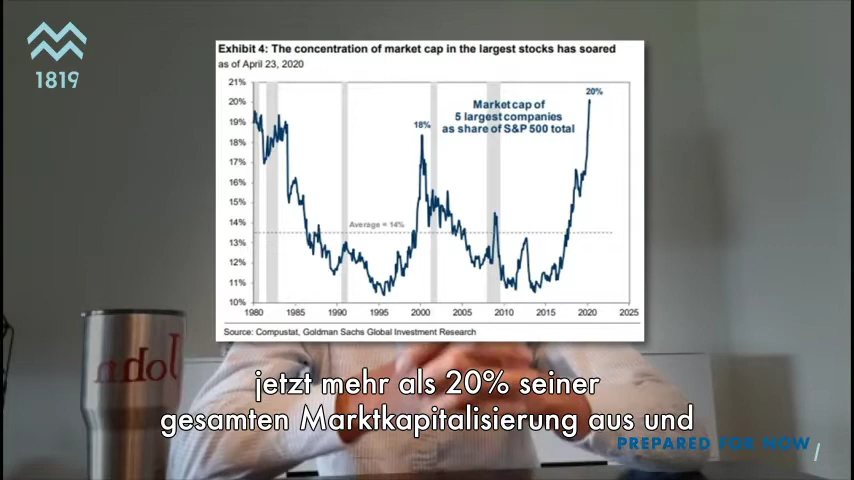 1819
Exhibit 4: The concentration of market cap in the largest stocks has soared
as of April 23, 2020
21%
20%
19%
18%
17%
16%
15%
14%
13%
12%
11%
10%
20%
18%
Market cap of
5 largest companies
as share of S&P 500 total
Average = 14%
1980 1985 1990 1995 2000 2005 2010 2015 2020 2025
Source: Compustat, Goldman Sachs Global Investment Research
John
jetzt mehr als 20% seiner
gesamten Marktkapitalisierung aus und
PREPARED FOR NOW /